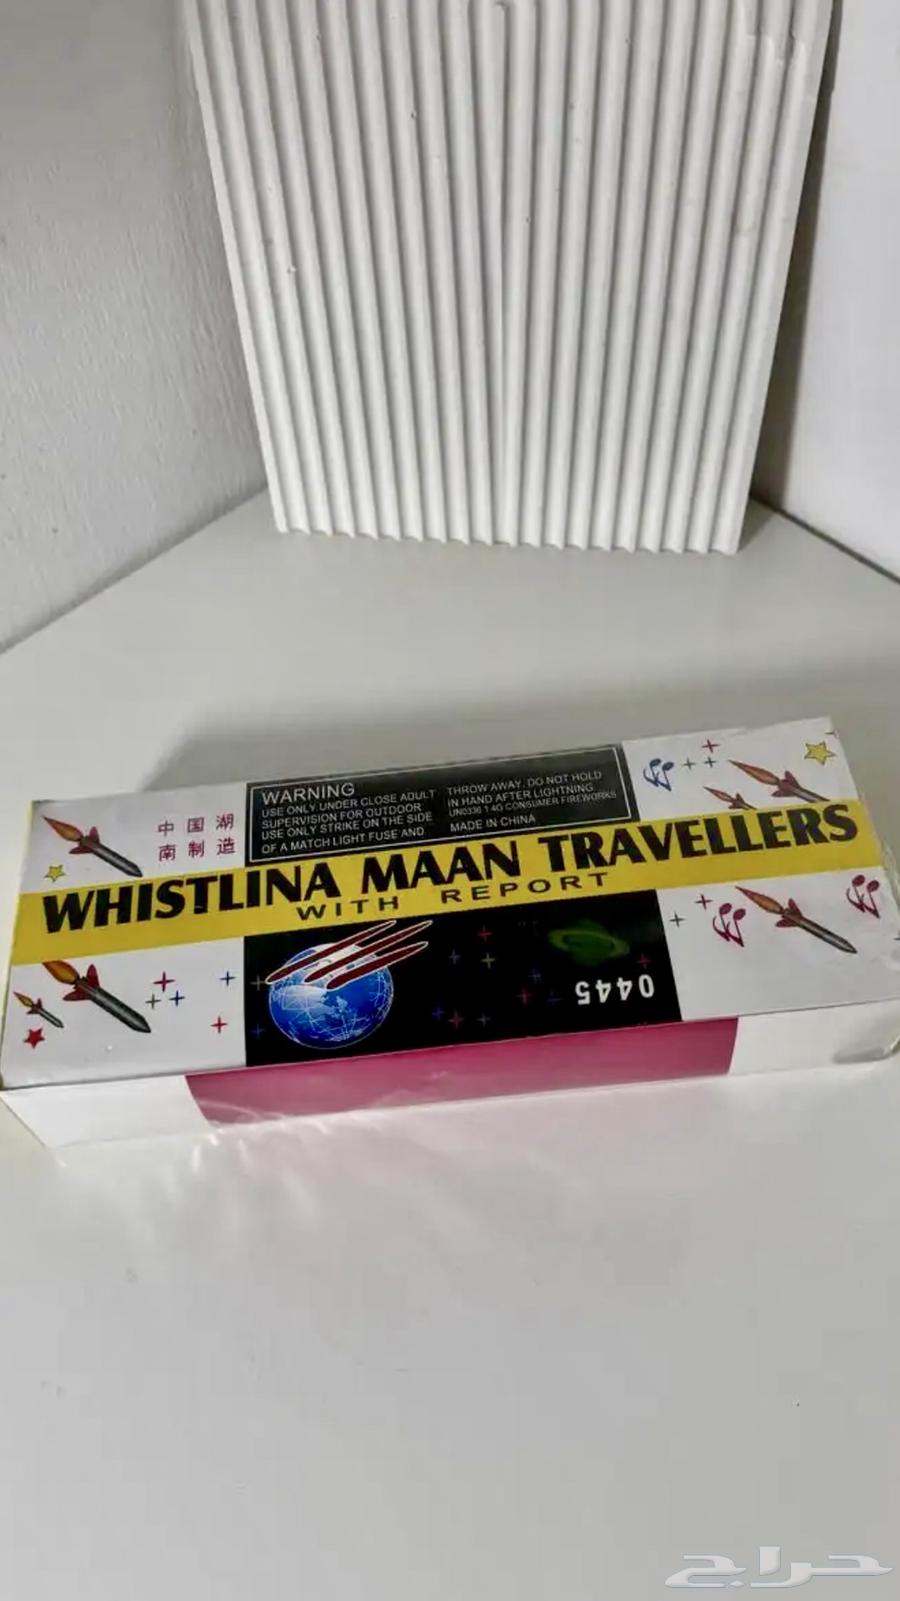 中国湖
南制造
WARNING
USE ONLY UNDER CLOSE ADULT
SUPERVISION FOR OUTDOOR
USE ONLY STRIKE ON THE SIDE
OF A MATCH LIGHT FUSE AND
THROW AWAY. DO NOT HOLD
IN HAND AFTER LIGHTNING
UN0336 1.4G CONSUMER FIREWORKS
MADE IN CHINA
WHISTLINA MAAN TRAVELLERS
WITH REPORT
0445
حراج